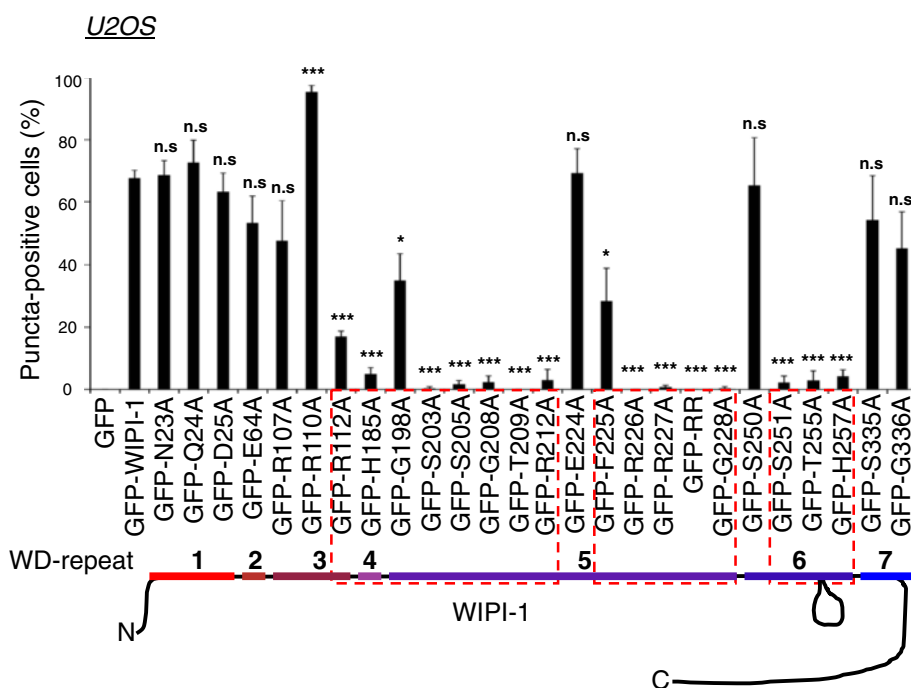 U2OS
Puncta-positive cells (%)
100
80
60
40
20
0
n.s
n.s
n.s
n.s
n.s
***
***
***
*
***
***
***
***
***
n.s
*
***
***
***
***
n.s
***
***
***
n.s
n.s
GFP
GFP-WIPI-1
GFP-N23A
GFP-Q24A
GFP-D25A
GFP-E64A
GFP-R107A
GFP-R110A
GFP-R112A
GFP-H185A
GFP-G198A
GFP-S203A
GFP-S205A
GFP-G208A
GFP-T209A
GFP-R212A
GFP-E224A
GFP-F225A
GFP-R226A
GFP-R227A
GFP-RR
GFP-G228A
GFP-S250A
GFP-S251A
GFP-T255A
GFP-H257A
GFP-S335A
GFP-G336A
WD-repeat 1 2 3 4 5 6 7
WIPI-1
N
C